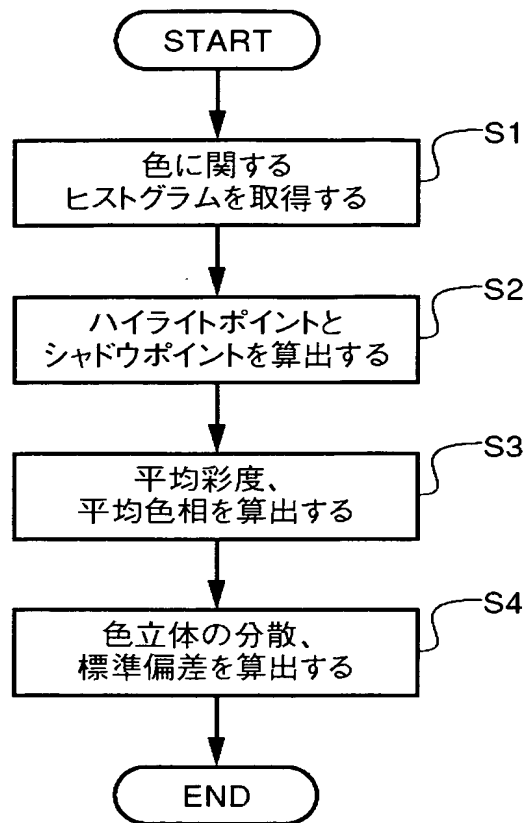 START
S1
色に関する
ヒストグラムを取得する
S2
ハイライトポイントと
シャドウポイントを算出する
S3
平均彩度、
平均色相を算出する
S4
色立体の分散、
標準偏差を算出する
END